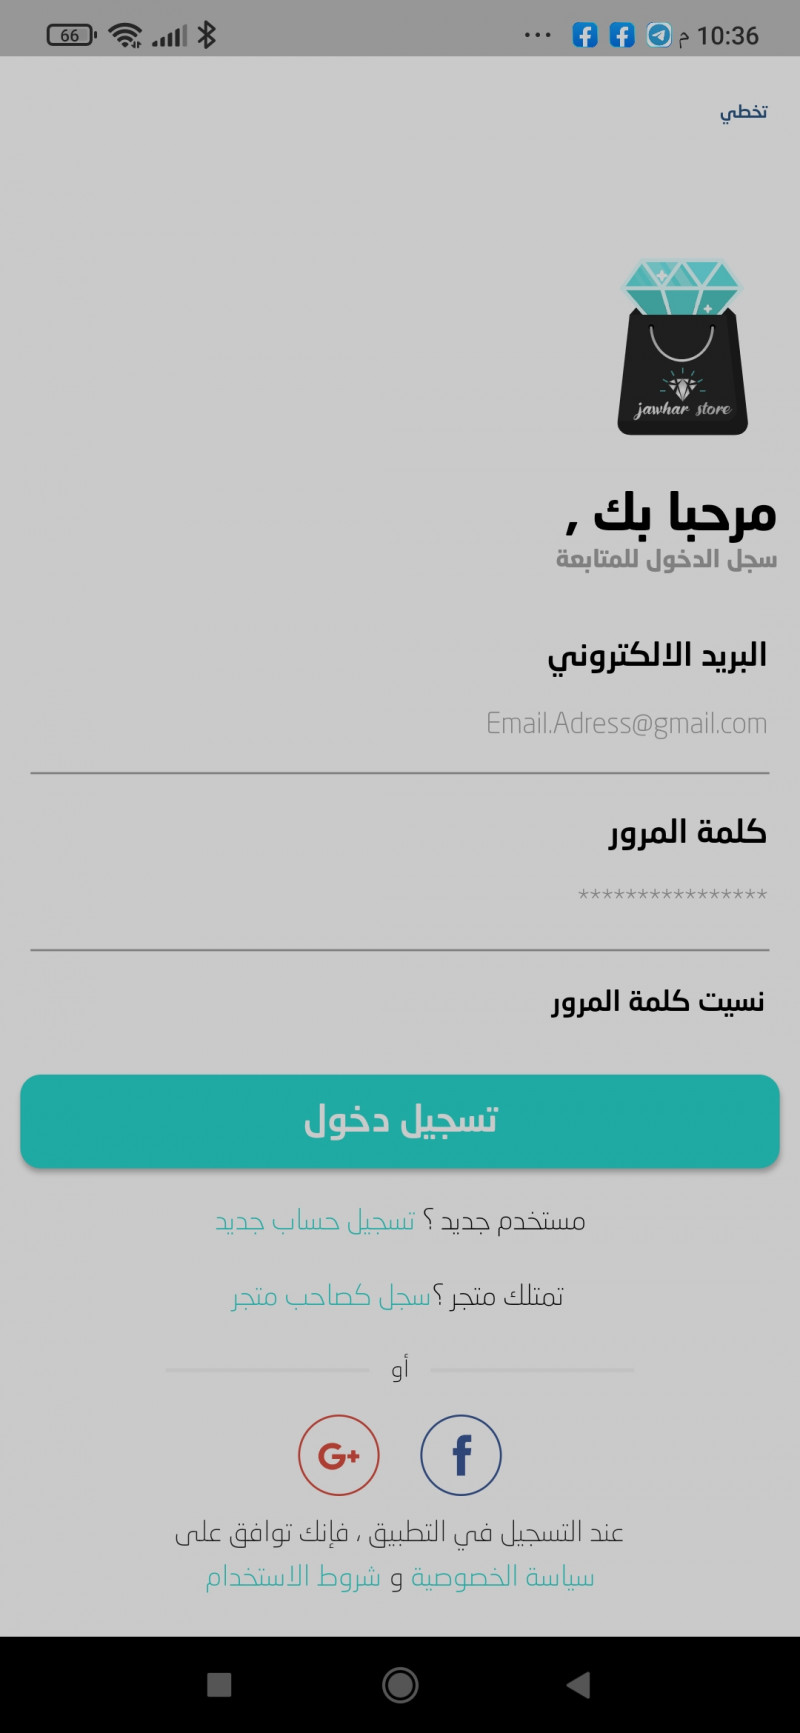 66
م 10:36
تخطي
jawhar store
مرحبا بك ,
سجل الدخول للمتابعة
البريد الالكتروني
Email.Adress@gmail.com
كلمة المرور
****************
نسيت كلمة المرور
تسجيل دخول
مستخدم جديد ؟ تسجيل حساب جديد
تمتلك متجر ؟سجل كصاحب متجر
أو
G+ f
عند التسجيل في التطبيق ، فإنك توافق على
سياسة الخصوصية و شروط الاستخدام